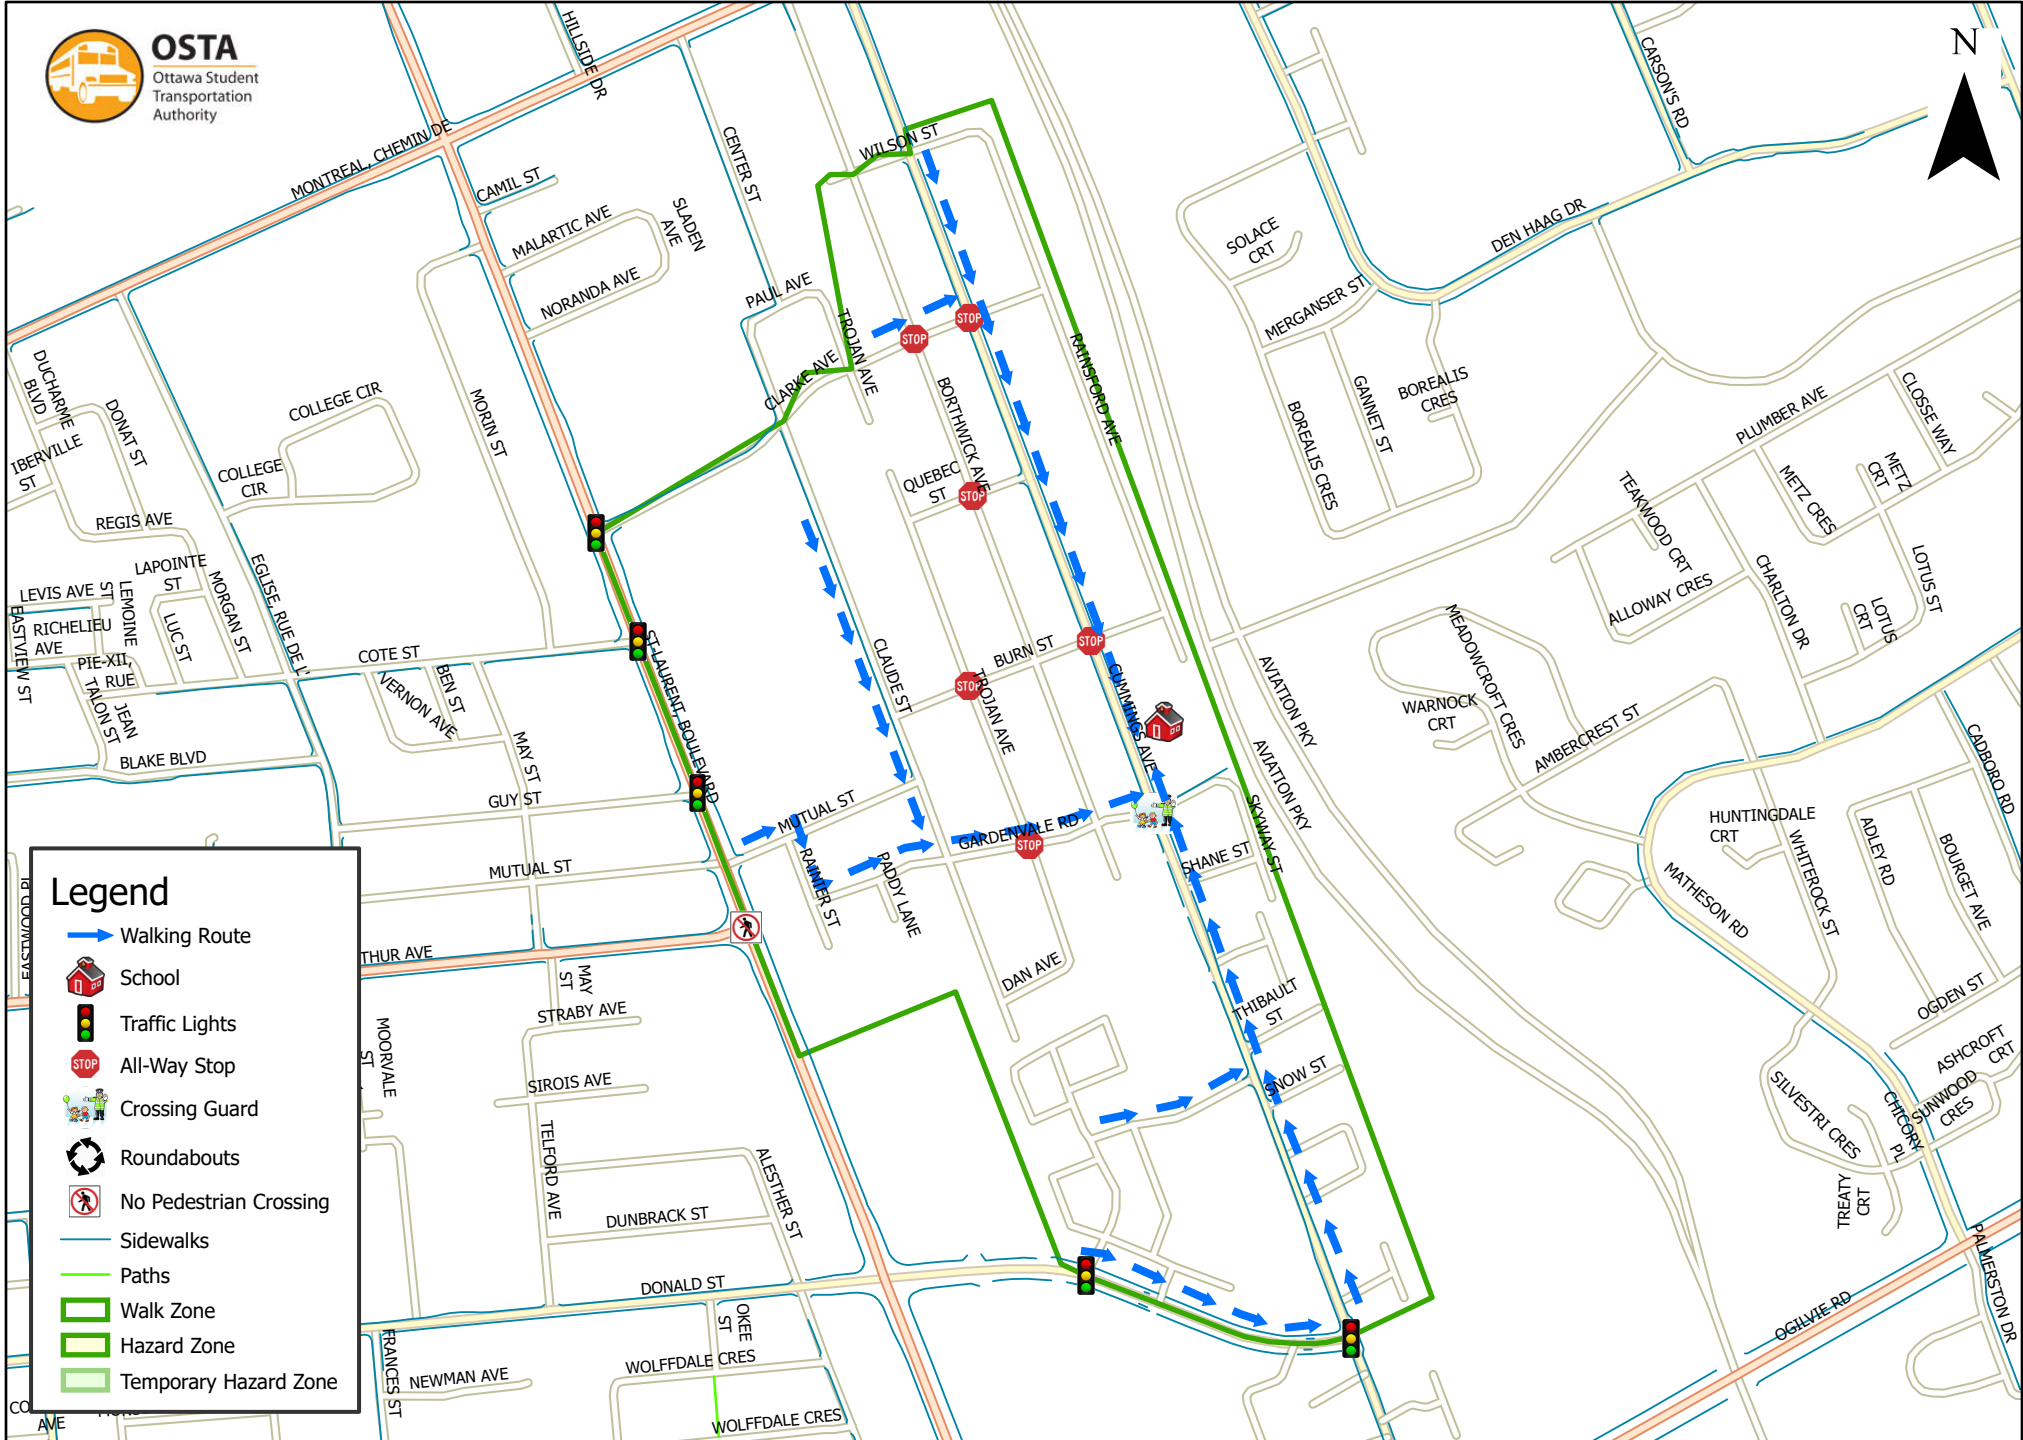 OSTA
Ottawa Student
Transportation
Authority
N
HILLSIDE DR
CARSON'S RD
MONTREAL, CHEMIN DE
CENTER ST
WILSON ST
CAMIL ST
MALARTIC AVE
SLADEN
AVE
NORANDA AVE
SOLACE
CRT
DEN HAAG DR
MERGANSER ST
PAUL AVE
TROJAN AVE
CLARKE AVE
RAINSFORD AVE
DUCHARME
BLVD
DONAT ST
COLLEGE CIR
COLLEGE
CIR
MORIN ST
BORTHWICK AVE
BOREALIS CRES
GANNET ST
BOREALIS
CRES
CLOSSE WAY
PLUMBER AVE
METZ
CRT
METZ CRES
IBERVILLE
ST
REGIS AVE
QUEBEC
ST
STOP
STOP
STOP
STOP
STOP
STOP
TEAKWOOD CRT
LOTUS ST
LOTUS
CRT
CHARLTON DR
ALLOWAY CRES
LAPOINTE
ST
LEVIS AVE
LEMOINE
ST
MORGAN ST
LUC ST
EGLISE, RUE DE L'
RICHELIEU
AVE
EASTVIEW ST
PIE-XII,
RUE
JEAN
TALON ST
COTE ST
BEN ST
VERNON AVE
MAY ST
BLAKE BLVD
GUY ST
ST-LAURENT, BOULEVARD
CLAUDE ST
BURN ST
TROJAN AVE
CUMMINGS AVE
AVIATION PKY
AVIATION PKY
MEADOWCROFT CRES
WARNOCK
CRT
AMBERCREST ST
CADBORO RD
HUNTINGDALE
CRT
ADLEY RD
BOURGET AVE
WHITEROCK ST
MATHESON RD
SKYWAY ST
MUTUAL ST
MUTUAL ST
GARDENVALE RD
SHANE ST
RAINIER ST
PADDY LANE
DAN AVE
THIBAULT
ST
SNOW ST
OGDEN ST
ASHCROFT
CRT
SUNWOOD
CRES
CHICORY
PL
SILVESTRI CRES
TREATY
CRT
PALMERSTON DR
OGILVIE RD
THUR AVE
MAY
ST
STRABY AVE
MOORVALE
ST
SIROIS AVE
TELFORD AVE
ALESTHER ST
DUNBRACK ST
DONALD ST
OKEE
ST
WOLFFDALE CRES
WOLFFDALE CRES
NEWMAN AVE
FRANCES ST
EASTWOOD PL
CO
AVE
Legend
Walking Route
School
Traffic Lights
STOP
All-Way Stop
Crossing Guard
Roundabouts
No Pedestrian Crossing
Sidewalks
Paths
Walk Zone
Hazard Zone
Temporary Hazard Zone